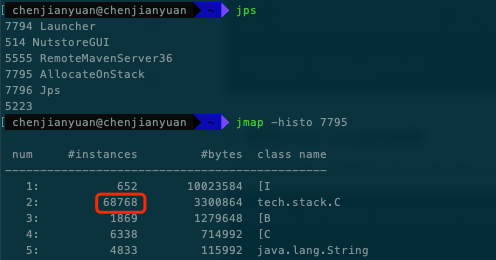 [ chenjianyuan@chenjianyuan ~ jps
7794 Launcher
514 NutstoreGUI
5555 RemoteMavenServer36
7795 AllocateOnStack
7796 Jps
5223
[ chenjianyuan@chenjianyuan ~ jmap -histo 7795
num #instances #bytes class name
----------------------------------------------
1: 652 10023584 [I
2: 68768 3300864 tech.stack.C
3: 1869 1279648 [B
4: 6338 714992 [C
5: 4833 115992 java.lang.String